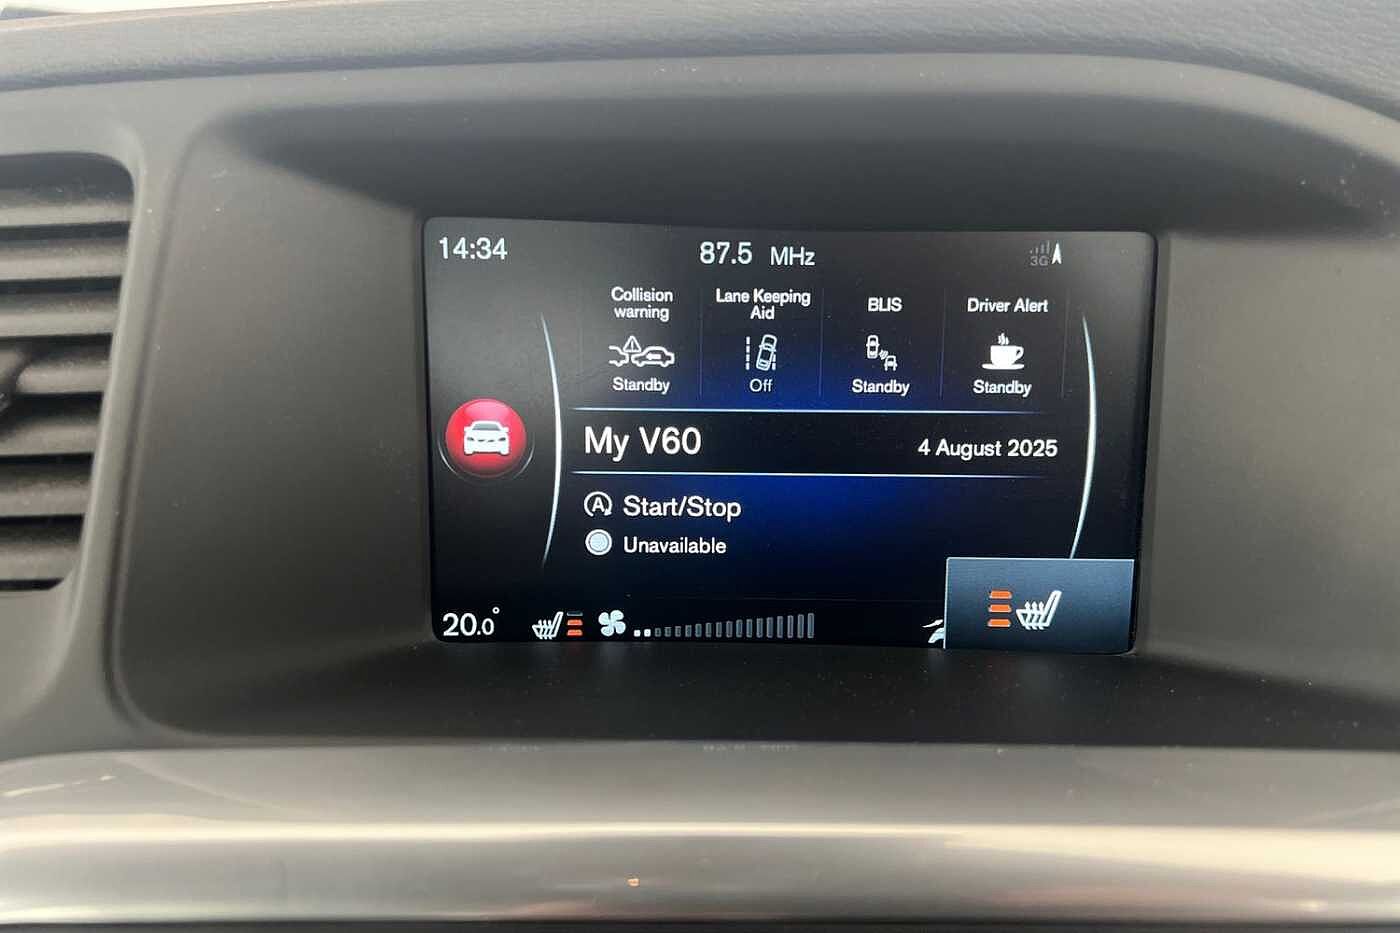 14:34
87.5 MHz
3G
Collision
warning
Standby
Lane Keeping
Aid
Off
BLIS
Standby
Driver Alert
Standby
My V60
4 August 2025
A Start/Stop
Unavailable
20.0°